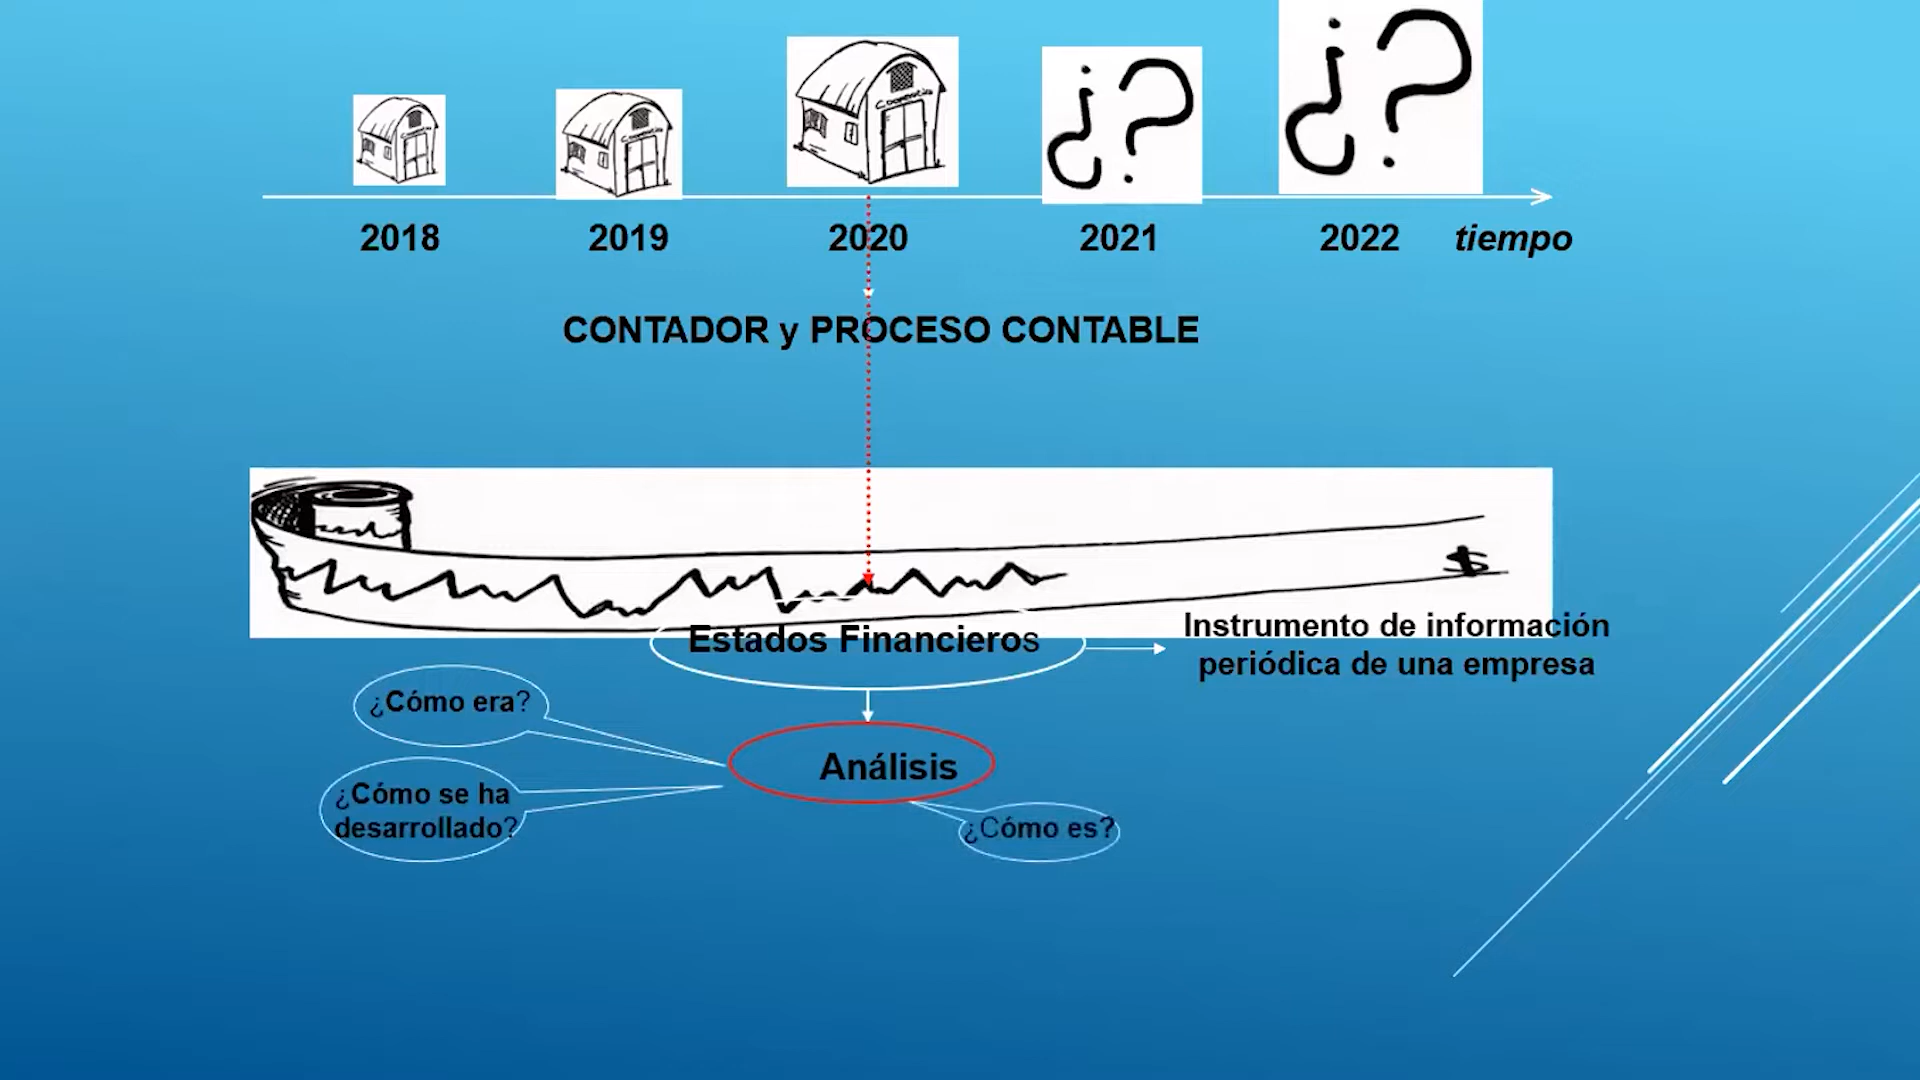 Cooperativa
2018
2019
2020
2021
2022
tiempo
¿?
¿?
CONTADOR y PROCESO CONTABLE
$
Estados Financieros
Instrumento de información
periódica de una empresa
¿Cómo era?
Análisis
¿Cómo se ha
desarrollado?
¿Cómo es?